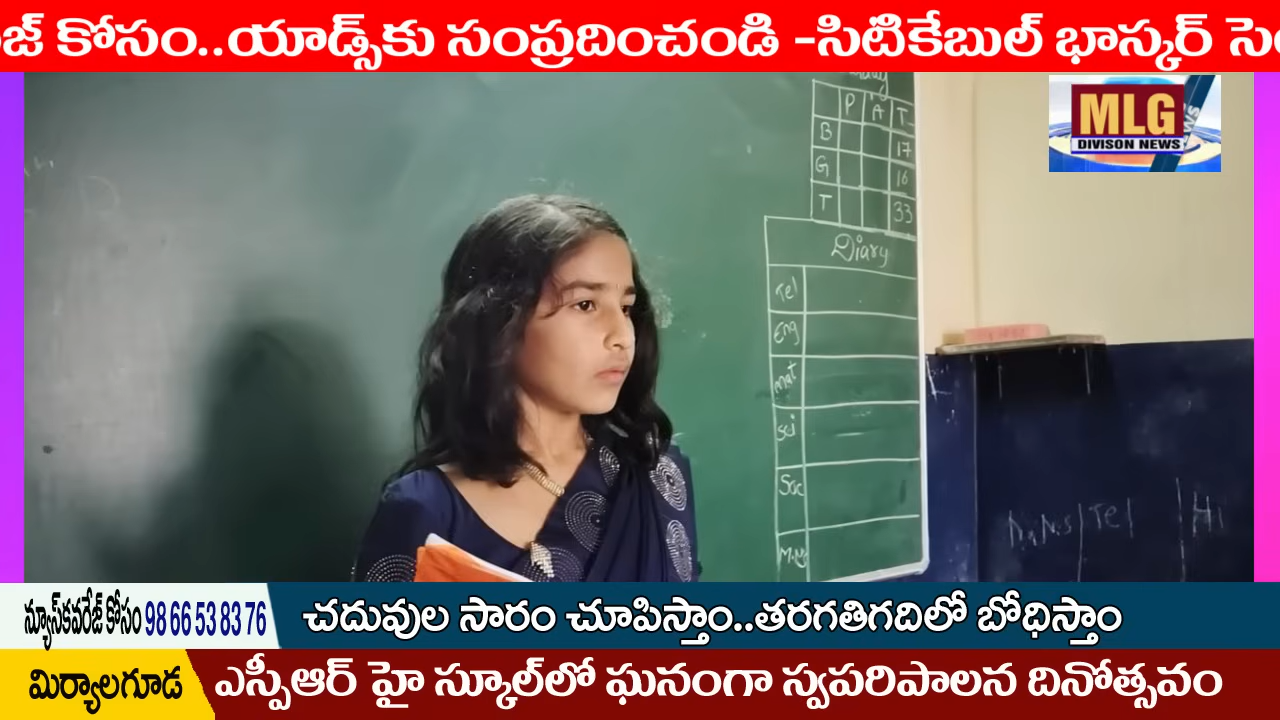 కోసం..యాడ్స్‌కు సంప్రదించండి -సిటికేబుల్ భాస్కర్
MLG
DIVISON NEWS
P A T
B 17
G 16
T 33
Diary
Tel
Eng
mat
Sci
Soc
Tel
న్యూస్‌కవరేజ్ కోసం 98 66 53 83 76
చదువుల సారం చూపిస్తాం..తరగతిగదిలో బోధిస్తాం
మిర్యాలగూడ
ఎస్పీఆర్ హై స్కూల్‌లో ఘనంగా స్వపరిపాలన దినోత్సవం